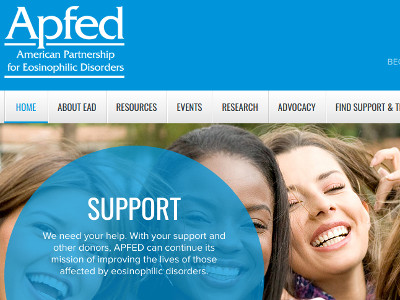 Apfed
American Partnership
for Eosinophilic Disorders
HOME ABOUT EAD RESOURCES EVENTS RESEARCH ADVOCACY FIND SUPPORT &
SUPPORT
We need your help. With your support and
other donors, APFED can continue its
mission of improving the lives of those
affected by eosinophilic disorders.